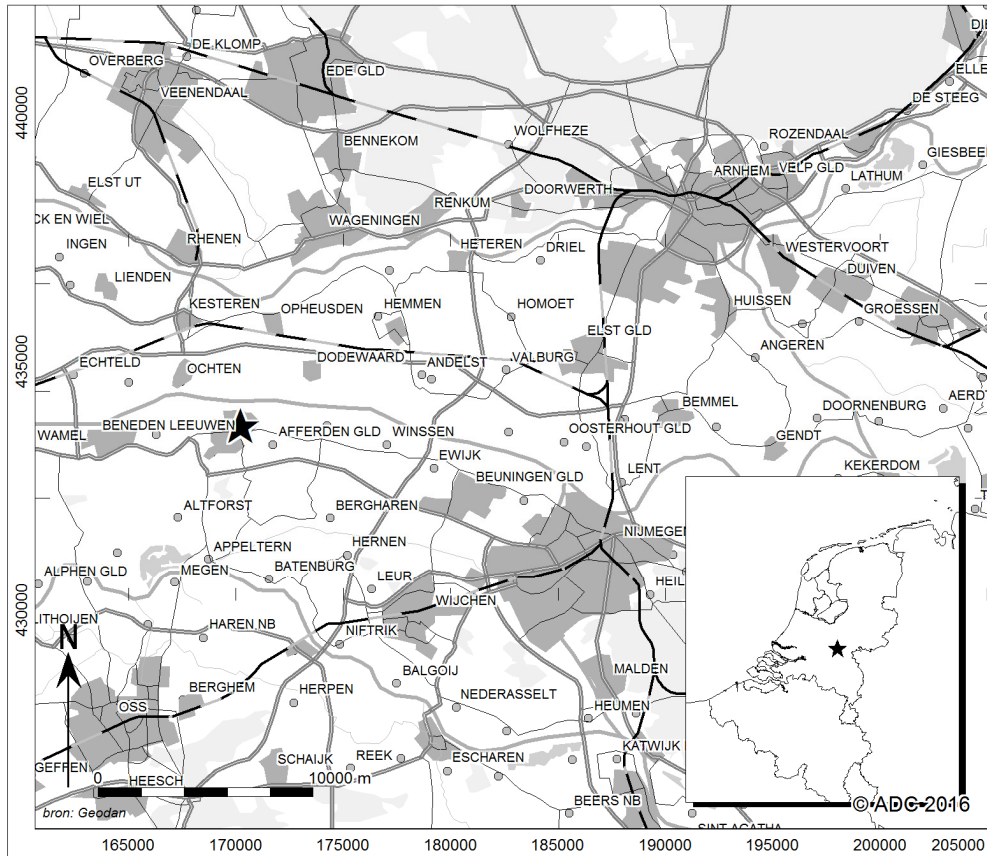 DE KLOMP
DIE
OVERBERG
EDE GLD
ELLE
VEENENDAAL
DE STEEG
440000
WOLFHEZE
ROZENDAAL
BENNEKOM
GIESBEE
ARNHEM
VELP GLD
LATHUM
ELST UT
DOORWERTH
RENKUM
CK EN WIEL
WAGENINGEN
RHENEN
INGEN
HETEREN
DRIEL
WESTERVOORT
LIENDEN
DUIVEN
KESTEREN
OPHEUSDEN
HEMMEN
HOMOET
HUISSEN
GROESSEN
ELST GLD
435000
ECHTELD
OCHTEN
DODEWAARD
ANDELST
VALBURG
ANGEREN
BEMMEL
AERDT
DOORNENBURG
WAMEL
BENEDEN LEEUWEN
AFFERDEN GLD
WINSSEN
OOSTERHOUT GLD
GENDT
EWIJK
LENT
KEKERDOM
BEUNINGEN GLD
T
ALTFORST
BERGHAREN
NIJMEGEN
APPELTERN
HERNEN
ALPHEN GLD
MEGEN
BATENBURG
LEUR
HEIL
430000
WIJCHEN
LITHOIJEN
HAREN NB
NIFTRIK
N
BALGOIJ
MALDEN
BERGHEM
HERPEN
NEDERASSELT
OSS
HEUMEN
KATWIJK
GEFFEN
SCHAIJK
REEK
ESCHAREN
HEESCH
0
10000 m
BEERS NB
© ADC 2016
bron: Geodan
SINT AGATHA
165000
170000
175000
180000
185000
190000
195000
200000
205000